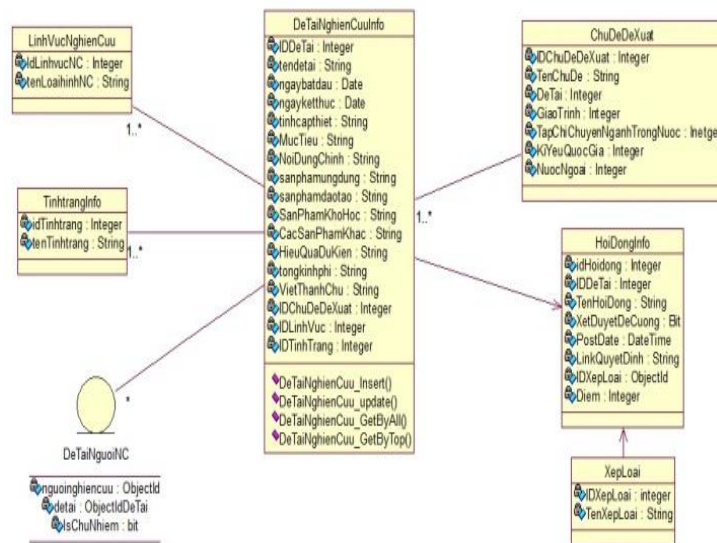 LinhVucNghienCuu
IdLinhvucNC : Integer
tenLoaihinhNC : String
1..*
TinhtrangInfo
idTinhtrang : Integer
tenTinhtrang : String
1..*
*
DeTaiNguoiNC
nguoinghiencuu : ObjectId
detai : ObjectIdDeTai
IsChuNhiem : bit
DeTaiNghienCuuInfo
IDDeTai : Integer
tendetai : String
ngaybatdau : Date
ngayketthuc : Date
tinhcapthiet : String
MucTieu : String
NoiDungChinh : String
sanphamungdung : String
sanphamdaotao : String
SanPhamKhoHoc : String
CacSanPhamKhac : String
HieuQuaDuKien : String
tongkinhphi : String
VietThanhChu : String
IDChuDeDeXuat : Integer
IDLinhVuc : Integer
IDTinhTrang : Integer
DeTaiNghienCuu_Insert()
DeTaiNghienCuu_update()
DeTaiNghienCuu_GetByAll()
DeTaiNghienCuu_GetByTop()
ChuDeDeXuat
IDChuDeDeXuat : Integer
TenChuDe : String
DeTai : Integer
GiaoTrinh : Integer
TapChiChuyenNganhTrongNuoc : Inetger
KiYeuQuocGia : Integer
NuocNgoai : Integer
1..*
HoiDongInfo
idHoidong : Integer
IDDeTai : Integer
TenHoiDong : String
XetDuyetDeCuong : Bit
PostDate : DateTime
LinkQuyetDinh : String
IDXepLoai : ObjectId
Diem : Integer
XepLoai
IDXepLoai : integer
TenXepLoai : String